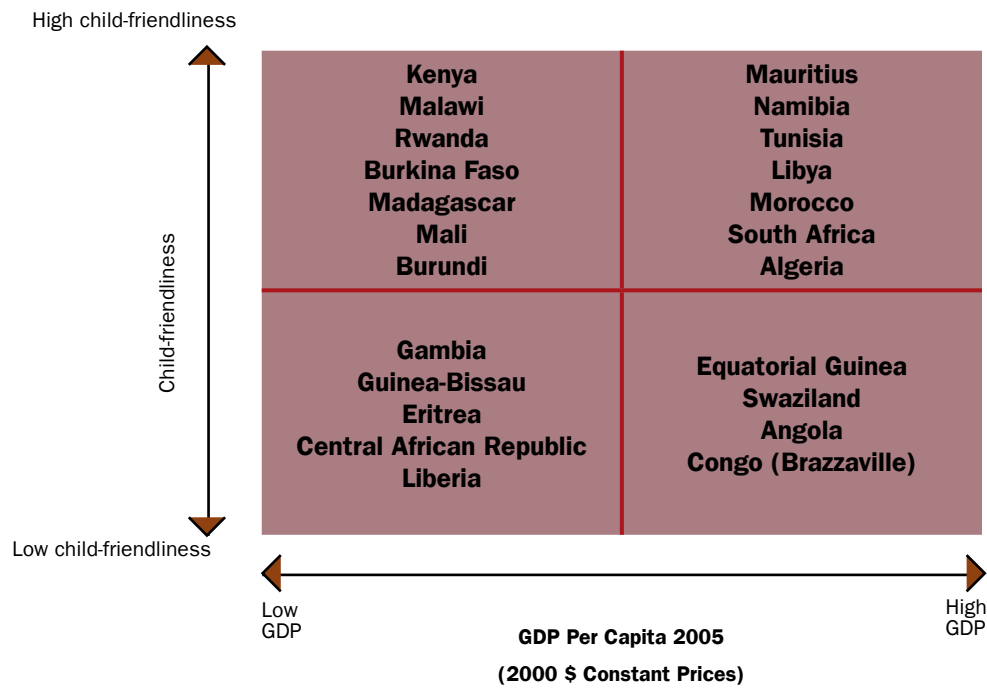 High child-friendliness
Kenya
Malawi
Rwanda
Burkina Faso
Madagascar
Mali
Burundi
Mauritius
Namibia
Tunisia
Libya
Morocco
South Africa
Algeria
Child-friendliness
Gambia
Guinea-Bissau
Eritrea
Central African Republic
Liberia
Equatorial Guinea
Swaziland
Angola
Congo (Brazzaville)
Low child-friendliness
Low
GDP
High
GDP
GDP Per Capita 2005
(2000 $ Constant Prices)